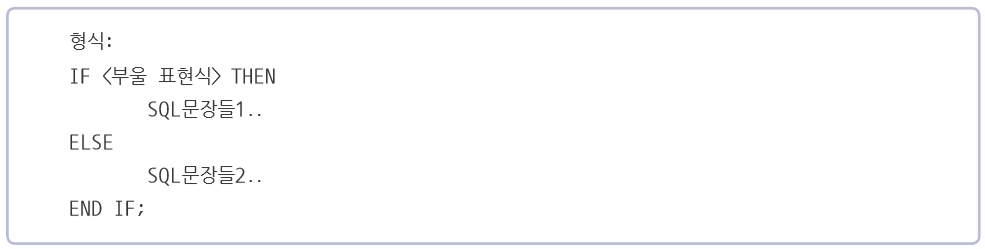 형식:
IF <부울 표현식> THEN
SQL문장들1..
ELSE
SQL문장들2..
END IF;